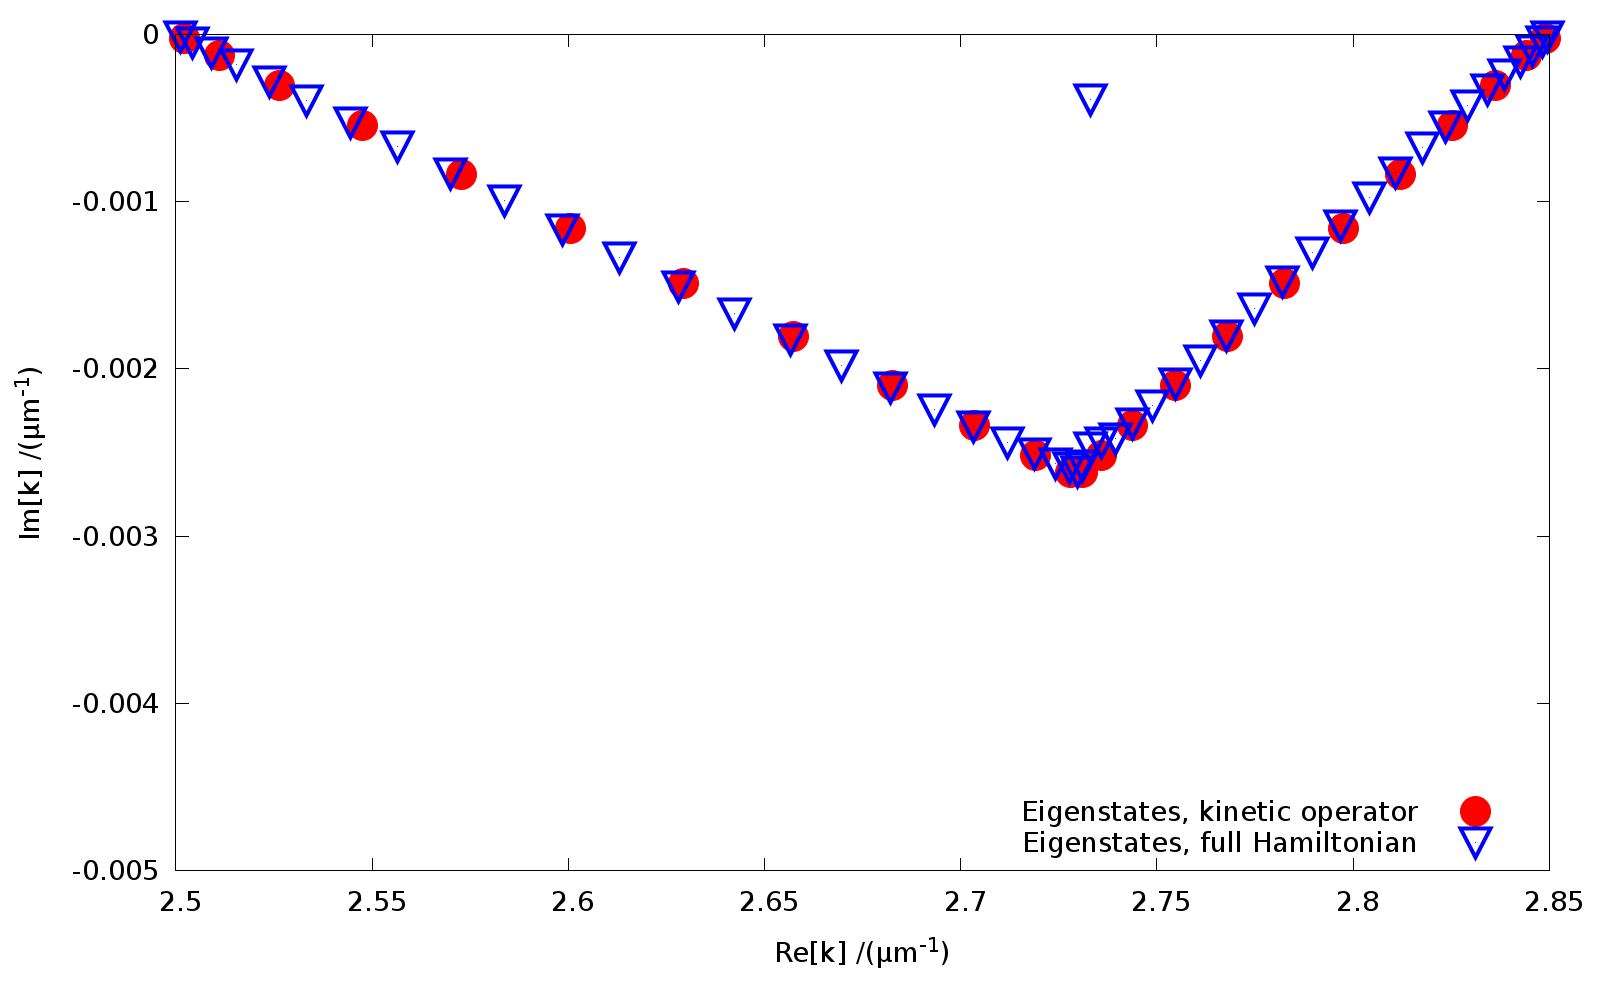 0
-0.001
-0.002
-0.003
-0.004
-0.005
2.5 2.55 2.6 2.65 2.7 2.75 2.8 2.85
Im[k] /(μm⁻¹)
Re[k] /(μm⁻¹)
Eigenstates, kinetic operator
Eigenstates, full Hamiltonian